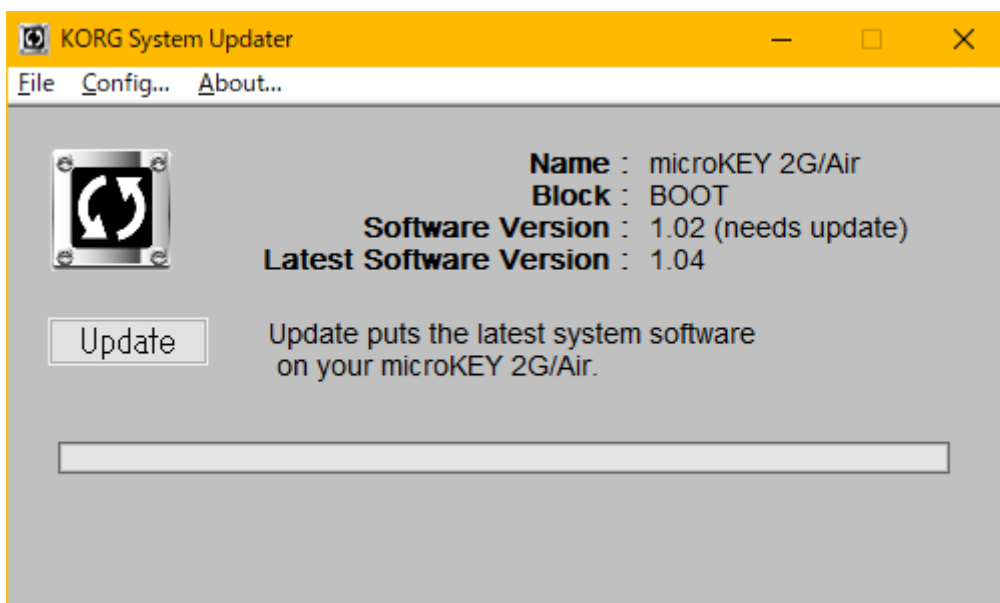 KORG System Updater
File Config... About...
Name : microKEY 2G/Air
Block : BOOT
Software Version : 1.02 (needs update)
Latest Software Version : 1.04
Update
Update puts the latest system software
on your microKEY 2G/Air.